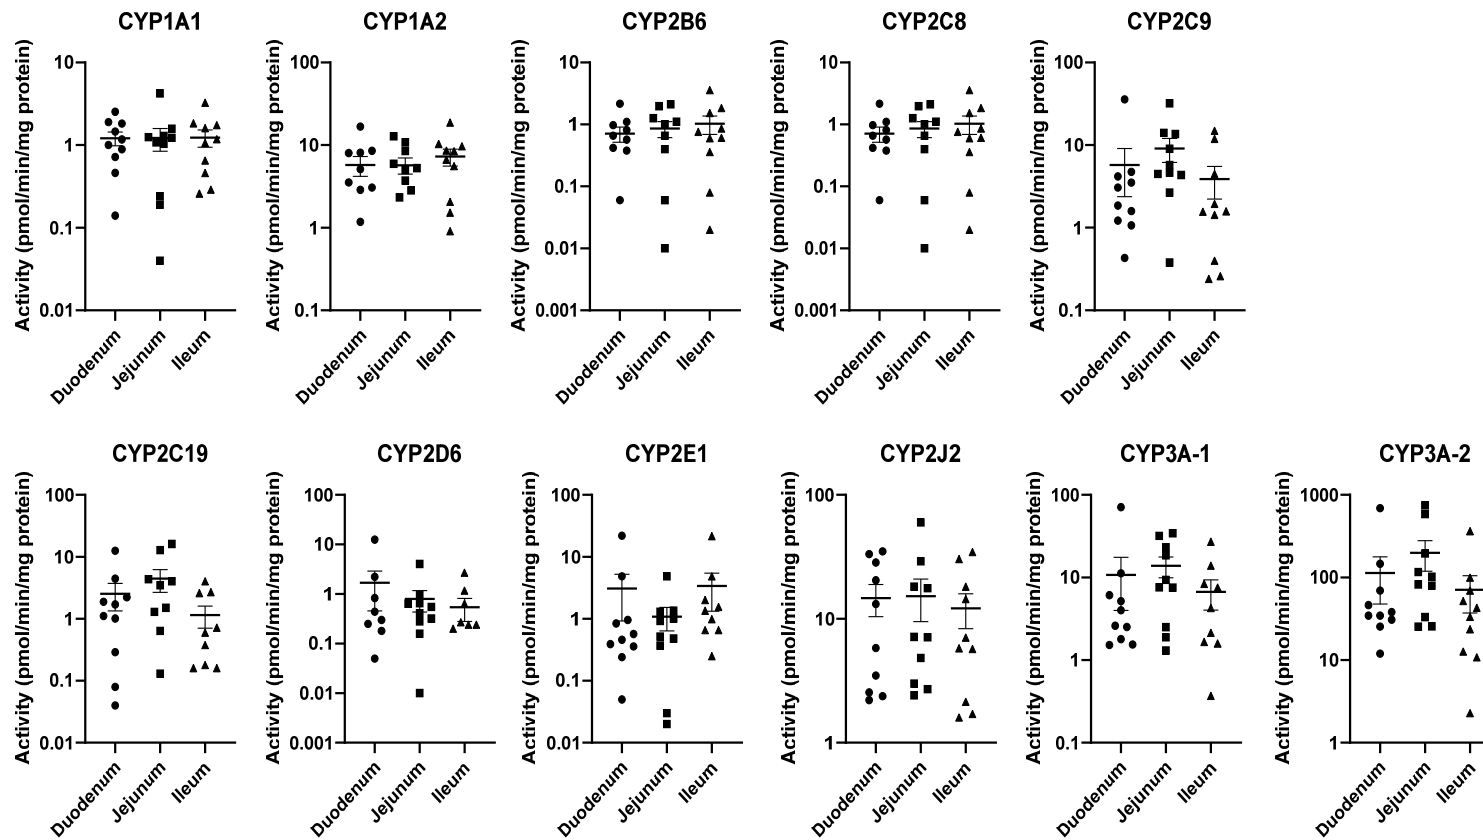 CYP1A1
Activity (pmol/min/mg protein)
10
1
0.1
0.01
Duodenum
Jejunum
Ileum
CYP1A2
Activity (pmol/min/mg protein)
100
10
1
0.1
Duodenum
Jejunum
Ileum
CYP2B6
Activity (pmol/min/mg protein)
10
1
0.1
0.01
0.001
Duodenum
Jejunum
Ileum
CYP2C8
Activity (pmol/min/mg protein)
10
1
0.1
0.01
0.001
Duodenum
Jejunum
Ileum
CYP2C9
Activity (pmol/min/mg protein)
100
10
1
0.1
Duodenum
Jejunum
Ileum
CYP2C19
Activity (pmol/min/mg protein)
100
10
1
0.1
0.01
Duodenum
Jejunum
Ileum
CYP2D6
Activity (pmol/min/mg protein)
100
10
1
0.1
0.01
0.001
Duodenum
Jejunum
Ileum
CYP2E1
Activity (pmol/min/mg protein)
100
10
1
0.1
0.01
Duodenum
Jejunum
Ileum
CYP2J2
Activity (pmol/min/mg protein)
100
10
1
Duodenum
Jejunum
Ileum
CYP3A-1
Activity (pmol/min/mg protein)
100
10
1
0.1
Duodenum
Jejunum
Ileum
CYP3A-2
Activity (pmol/min/mg protein)
1000
100
10
1
Duodenum
Jejunum
Ileum